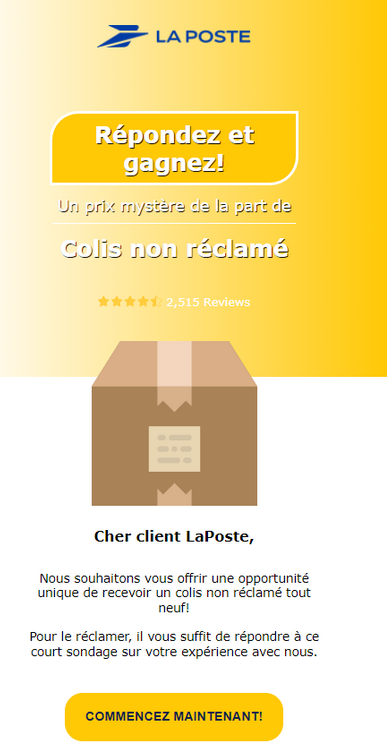 LA POSTE
Répondez et
gagnez!
Un prix mystère de la part de
Colis non réclamé
2,515 Reviews
Cher client LaPoste,
Nous souhaitons vous offrir une opportunité
unique de recevoir un colis non réclamé tout
neuf!
Pour le réclamer, il vous suffit de répondre à ce
court sondage sur votre expérience avec nous.
COMMENCEZ MAINTENANT!